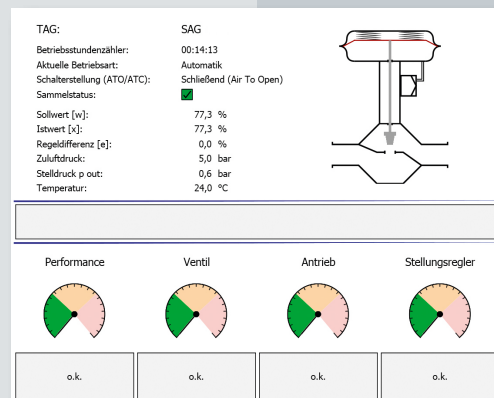 TAG: SAG
Betriebsstundenzähler: 00:14:13
Aktuelle Betriebsart: Automatik
Schalterstellung (ATO/ATC): Schließend (Air To Open)
Sammelstatus:
Sollwert [w]: 77,3 %
Istwert [x]: 77,3 %
Regeldifferenz [e]: 0,0 %
Zuluftdruck: 5,0 bar
Stelldruck p out: 0,6 bar
Temperatur: 24,0 °C
Performance Ventil Antrieb Stellungsregler
o.k. o.k. o.k. o.k.